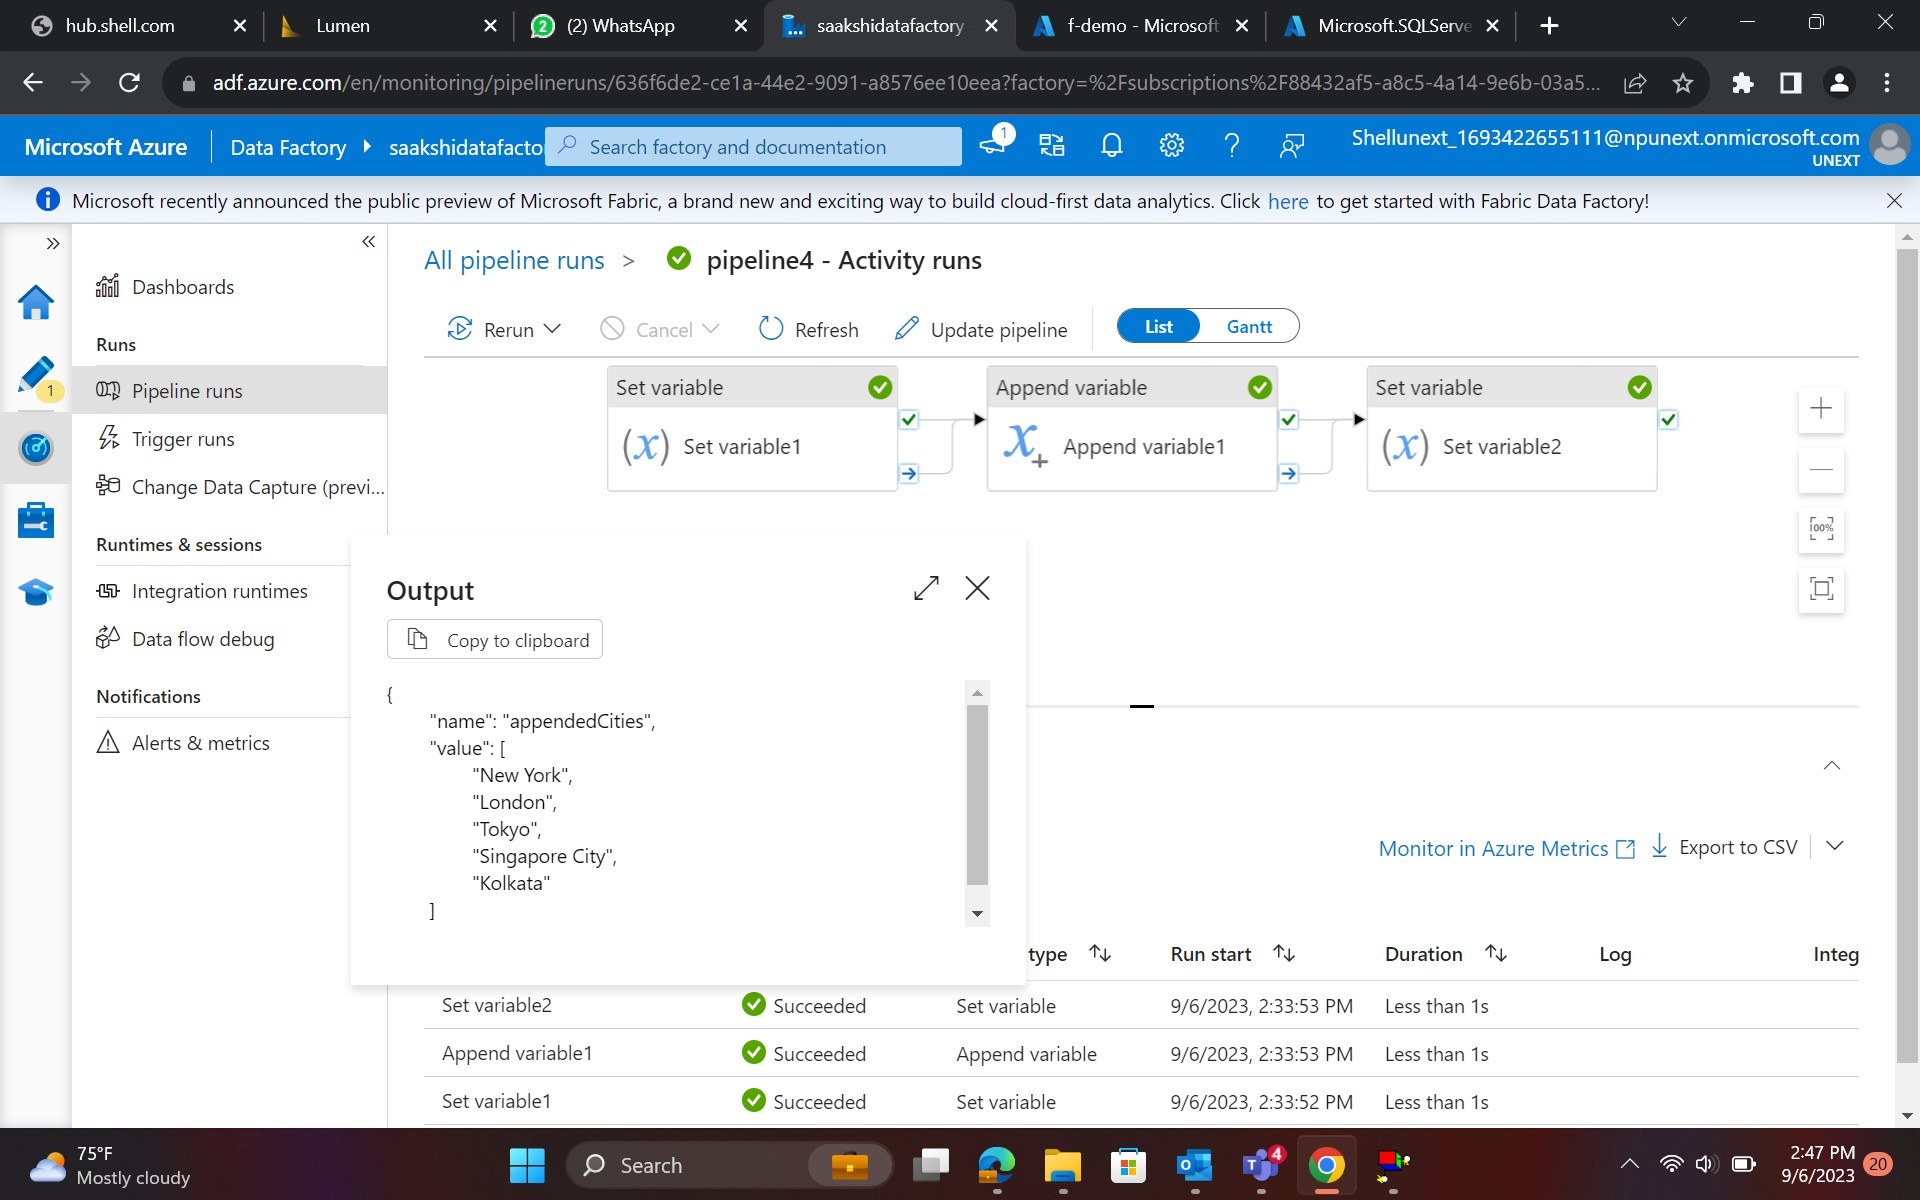 hub.shell.com
Lumen
(2) WhatsApp
saakshidatafactory
f-demo - Microsoft
Microsoft.SQLServe
adf.azure.com/en/monitoring/pipelineruns/636f6de2-ce1a-44e2-9091-a8576ee10eea?factory=%2Fsubscriptions%2F88432af5-a8c5-4a14-9e6b-03a5...
Microsoft Azure
Data Factory
saakshidatafacto
Search factory and documentation
1
Shellunext_1693422655111@npunext.onmicrosoft.com
UNEXT
Microsoft recently announced the public preview of Microsoft Fabric, a brand new and exciting way to build cloud-first data analytics. Click here to get started with Fabric Data Factory!
1
Dashboards
Runs
Pipeline runs
Trigger runs
Change Data Capture (previ...
Runtimes & sessions
Integration runtimes
Data flow debug
Notifications
Alerts & metrics
All pipeline runs > pipeline4 - Activity runs
Rerun
Cancel
Refresh
Update pipeline
List
Gantt
Set variable
(x) Set variable1
Append variable
x+ Append variable1
Set variable
(x) Set variable2
100%
Output
Copy to clipboard
{
"name": "appendedCities",
"value": [
"New York",
"London",
"Tokyo",
"Singapore City",
"Kolkata"
]
Monitor in Azure Metrics
Export to CSV
type
Run start
Duration
Log
Integ
Set variable2 Succeeded Set variable 9/6/2023, 2:33:53 PM Less than 1s
Append variable1 Succeeded Append variable 9/6/2023, 2:33:53 PM Less than 1s
Set variable1 Succeeded Set variable 9/6/2023, 2:33:52 PM Less than 1s
75°F
Mostly cloudy
Search
4
2:47 PM
9/6/2023
20